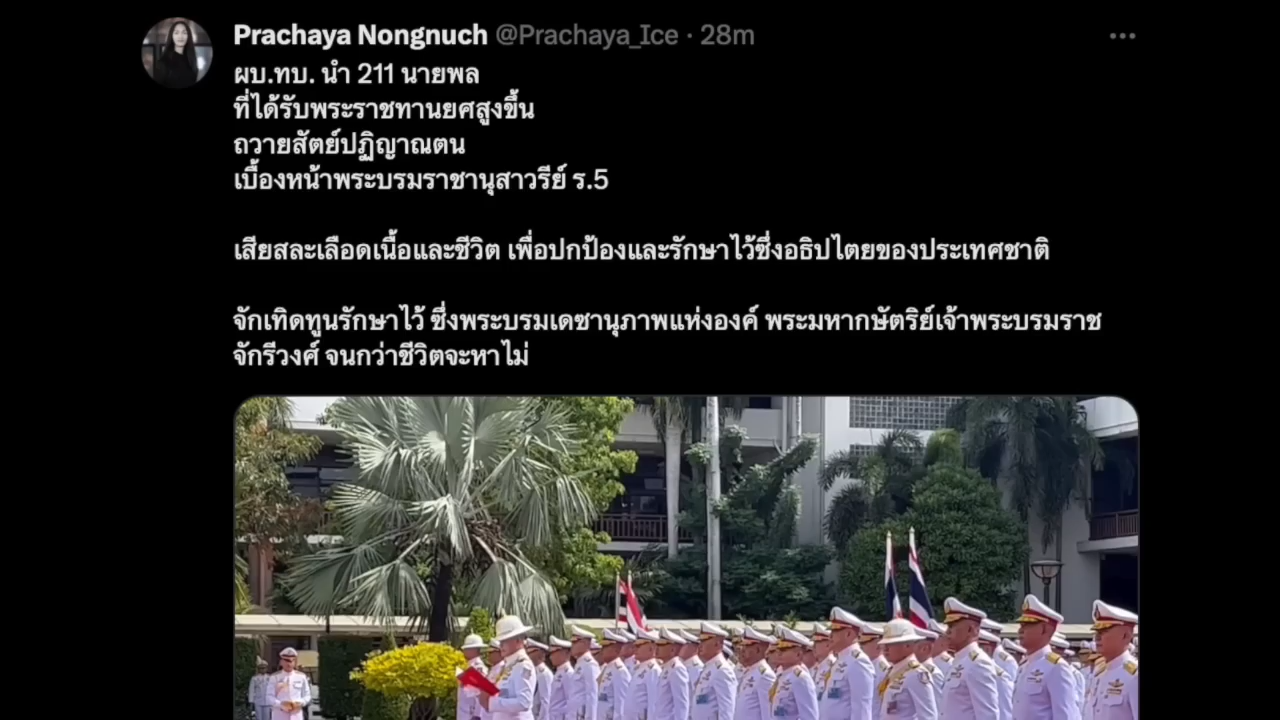 Prachaya Nongnuch @Prachaya_Ice · 28m
ผบ.ทบ. นำ 211 นายพล
ที่ได้รับพระราชทานยศสูงขึ้น
ถวายสัตย์ปฏิญาณตน
เบื้องหน้าพระบรมราชานุสาวรีย์ ร.5
เสียสละเลือดเนื้อและชีวิต เพื่อปกป้องและรักษาไว้ซึ่งอธิปไตยของประเทศชาติ
จักเทิดทูนรักษาไว้ ซึ่งพระบรมเดชานุภาพแห่งองค์ พระมหากษัตริย์เจ้าพระบรมราช
จักรีวงศ์ จนกว่าชีวิตจะหาไม่